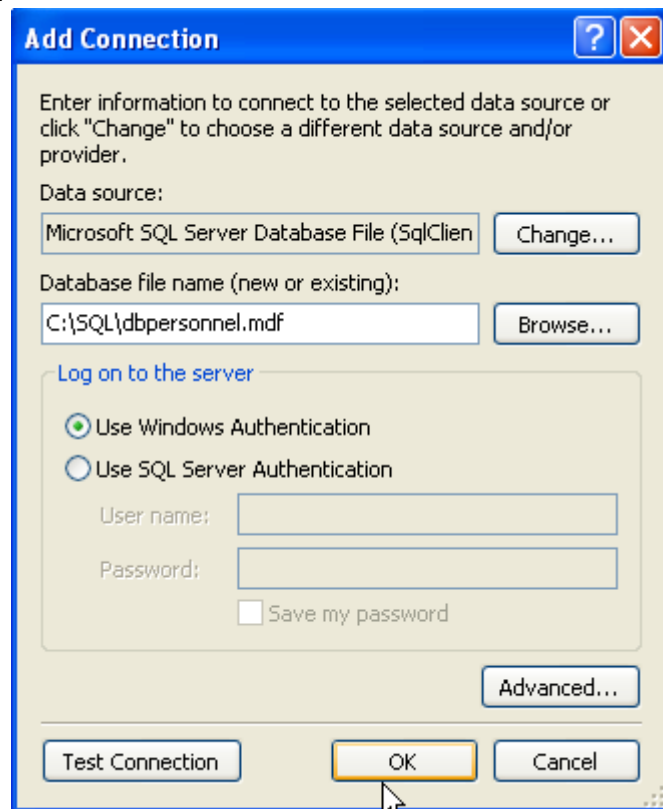 Add Connection
Enter information to connect to the selected data source or
click "Change" to choose a different data source and/or
provider.
Data source:
Microsoft SQL Server Database File (SqlClien
Change...
Database file name (new or existing):
C:\SQL\dbpersonnel.mdf
Browse...
Log on to the server
Use Windows Authentication
Use SQL Server Authentication
User name:
Password:
Save my password
Advanced...
Test Connection
OK
Cancel